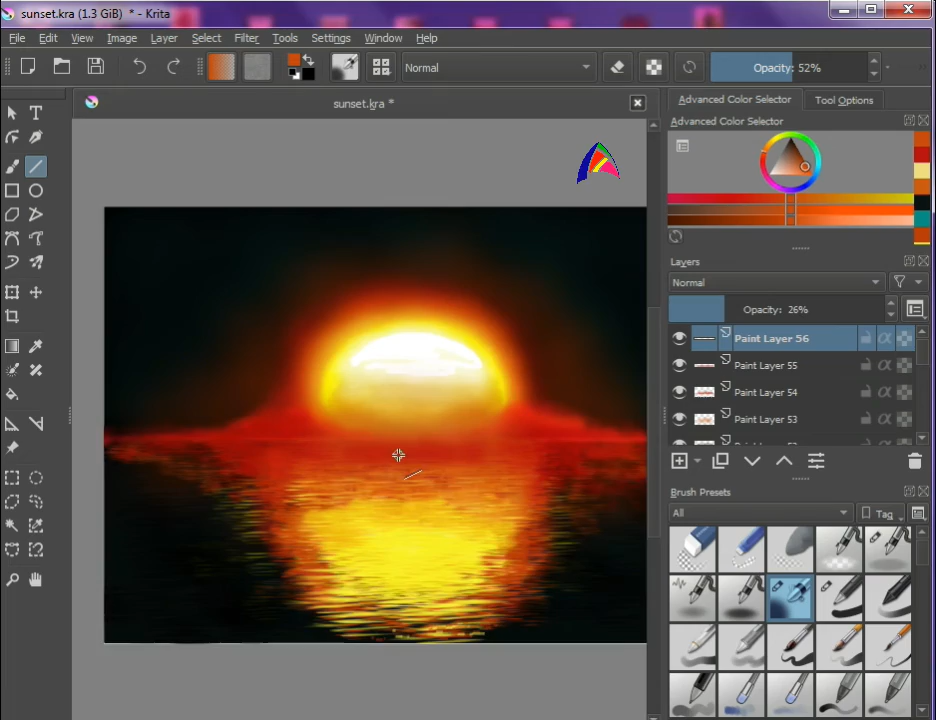 sunset.kra (1.3 GiB) * - Krita
File Edit View Image Layer Select Filter Edit Tools Settings Window Help
Normal
Opacity: 52%
sunset.kra *
Advanced Color Selector
Tool Options
Advanced Color Selector
Layers
Normal
Opacity: 26%
Paint Layer 56
Paint Layer 55
Paint Layer 54
Paint Layer 53
Brush Presets
All
Tag